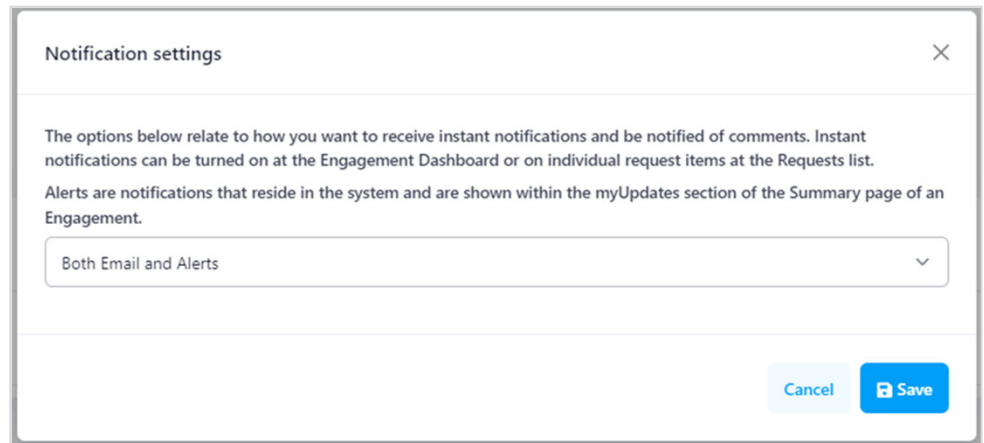 Notification settings
The options below relate to how you want to receive instant notifications and be notified of comments. Instant
notifications can be turned on at the Engagement Dashboard or on individual request items at the Requests list.
Alerts are notifications that reside in the system and are shown within the myUpdates section of the Summary page of an
Engagement.
Both Email and Alerts
Cancel Save